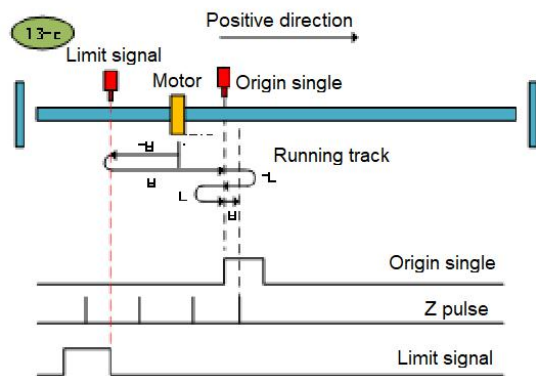 13-c
Positive direction
Limit signal
Motor
Origin single
Running track
Origin single
Z pulse
Limit signal